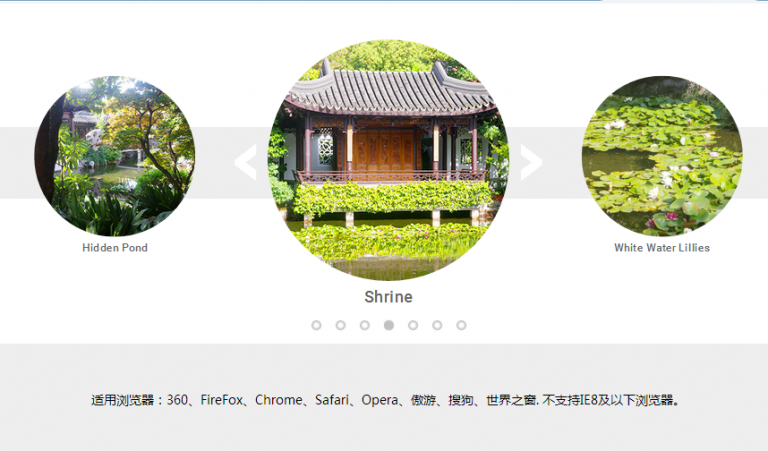 Hidden Pond
White Water Lillies
Shrine
适用浏览器：360、FireFox、Chrome、Safari、Opera、傲游、搜狗、世界之窗. 不支持IE8及以下浏览器。